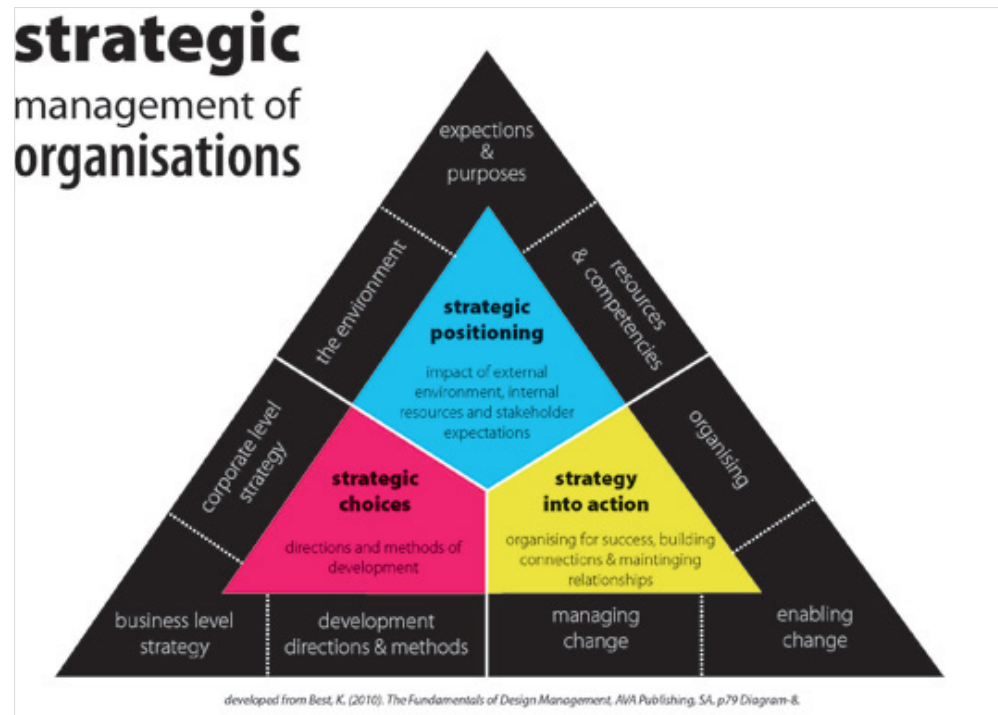 strategic
management of
organisations
expections
&
purposes
the environment
resources
& competencies
strategic
positioning
impact of external
environment, internal
resources and stakeholder
expectations
corporate level
strategy
organising
strategic
choices
directions and methods of
development
strategy
into action
organising for success, building
connections & maintinging
relationships
business level
strategy
development
directions & methods
managing
change
enabling
change
developed from Best, K. (2010). The Fundamentals of Design Management, AVA Publishing, SA. p79 Diagram-8.